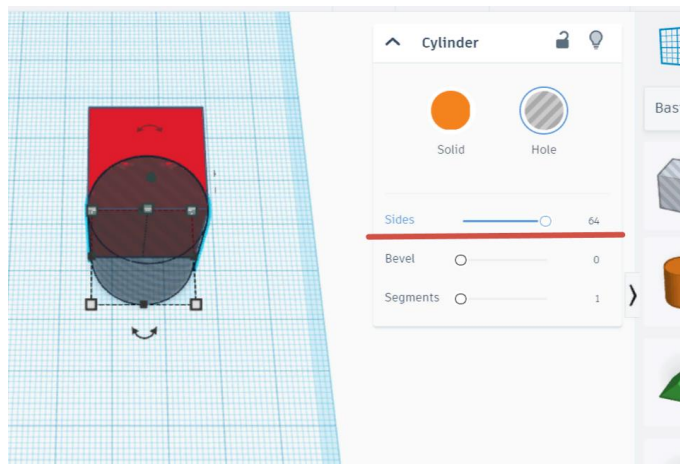 Cylinder
Solid
Hole
Sides 64
Bevel 0
Segments 1
Bas